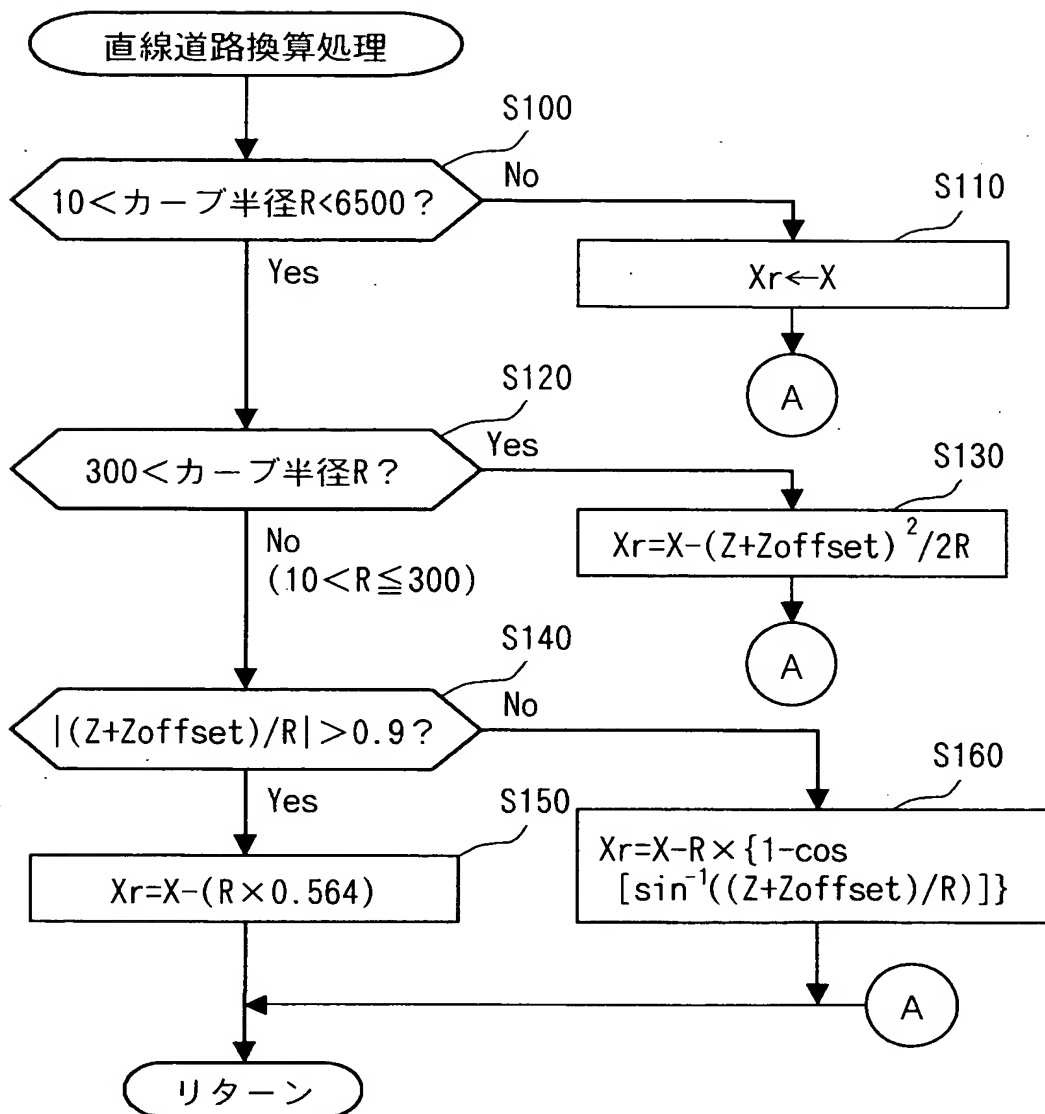 直線道路換算処理
S100
10<カーブ半径R<6500?
No
Yes
S110
Xr←X
A
S120
300<カーブ半径R?
Yes
No
(10<R≦300)
S130
Xr=X-(Z+Zoffset)²/2R
A
S140
|(Z+Zoffset)/R|>0.9?
No
Yes
S150
Xr=X-(R×0.564)
S160
Xr=X-R×{1-cos
[sin⁻¹((Z+Zoffset)/R)]}
A
リターン